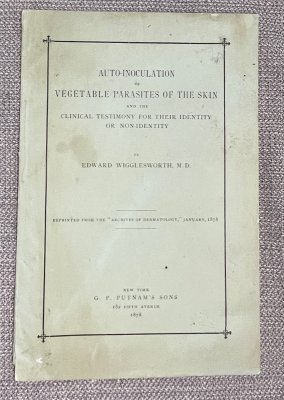 AUTO-INOCULATION
OF
VEGETABLE PARASITES OF THE SKIN
AND THE
CLINICAL TESTIMONY FOR THEIR IDENTITY
OR NON-IDENTITY
BY
EDWARD WIGGLESWORTH, M.D.
REPRINTED FROM THE "ARCHIVES OF DERMATOLOGY," JANUARY, 1878
NEW YORK
G. P. PUTNAM'S SONS
182 FIFTH AVENUE
1878